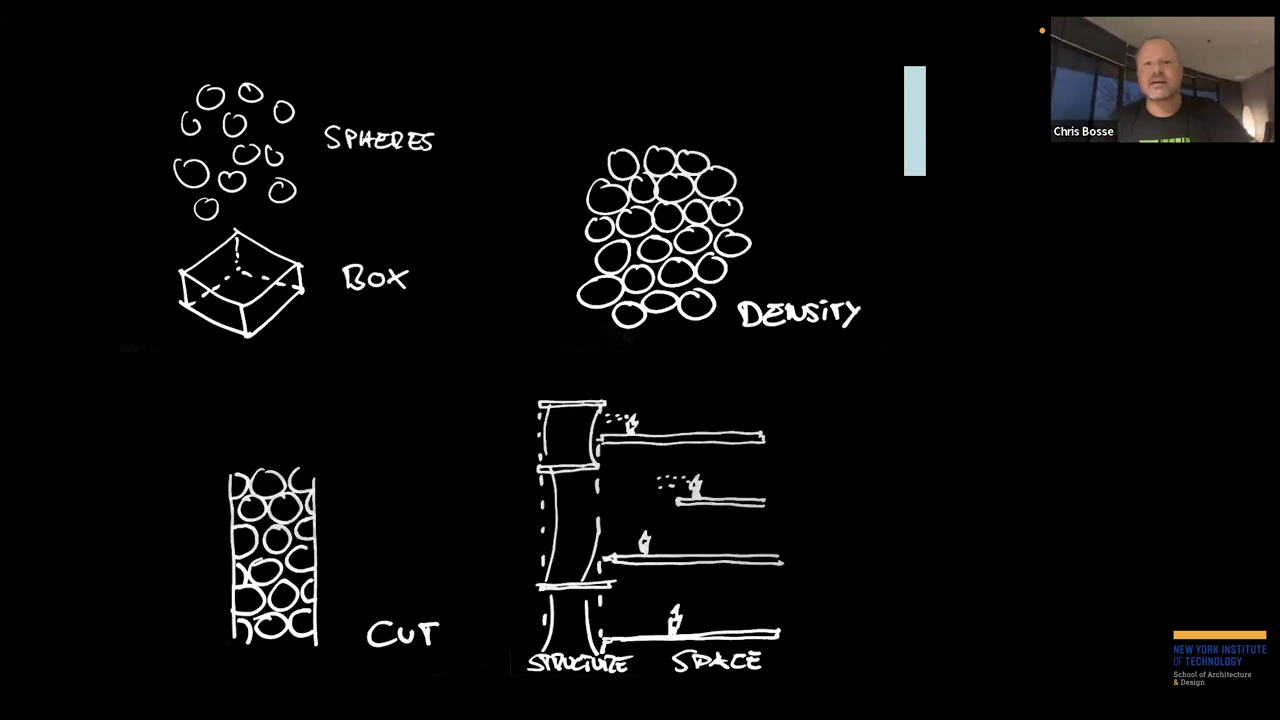 Chris Bosse
SPHERES
BOX
DENSITY
CUT
STRUCTURE
SPACE
NEW YORK INSTITUTE
OF TECHNOLOGY
School of Architecture
& Design